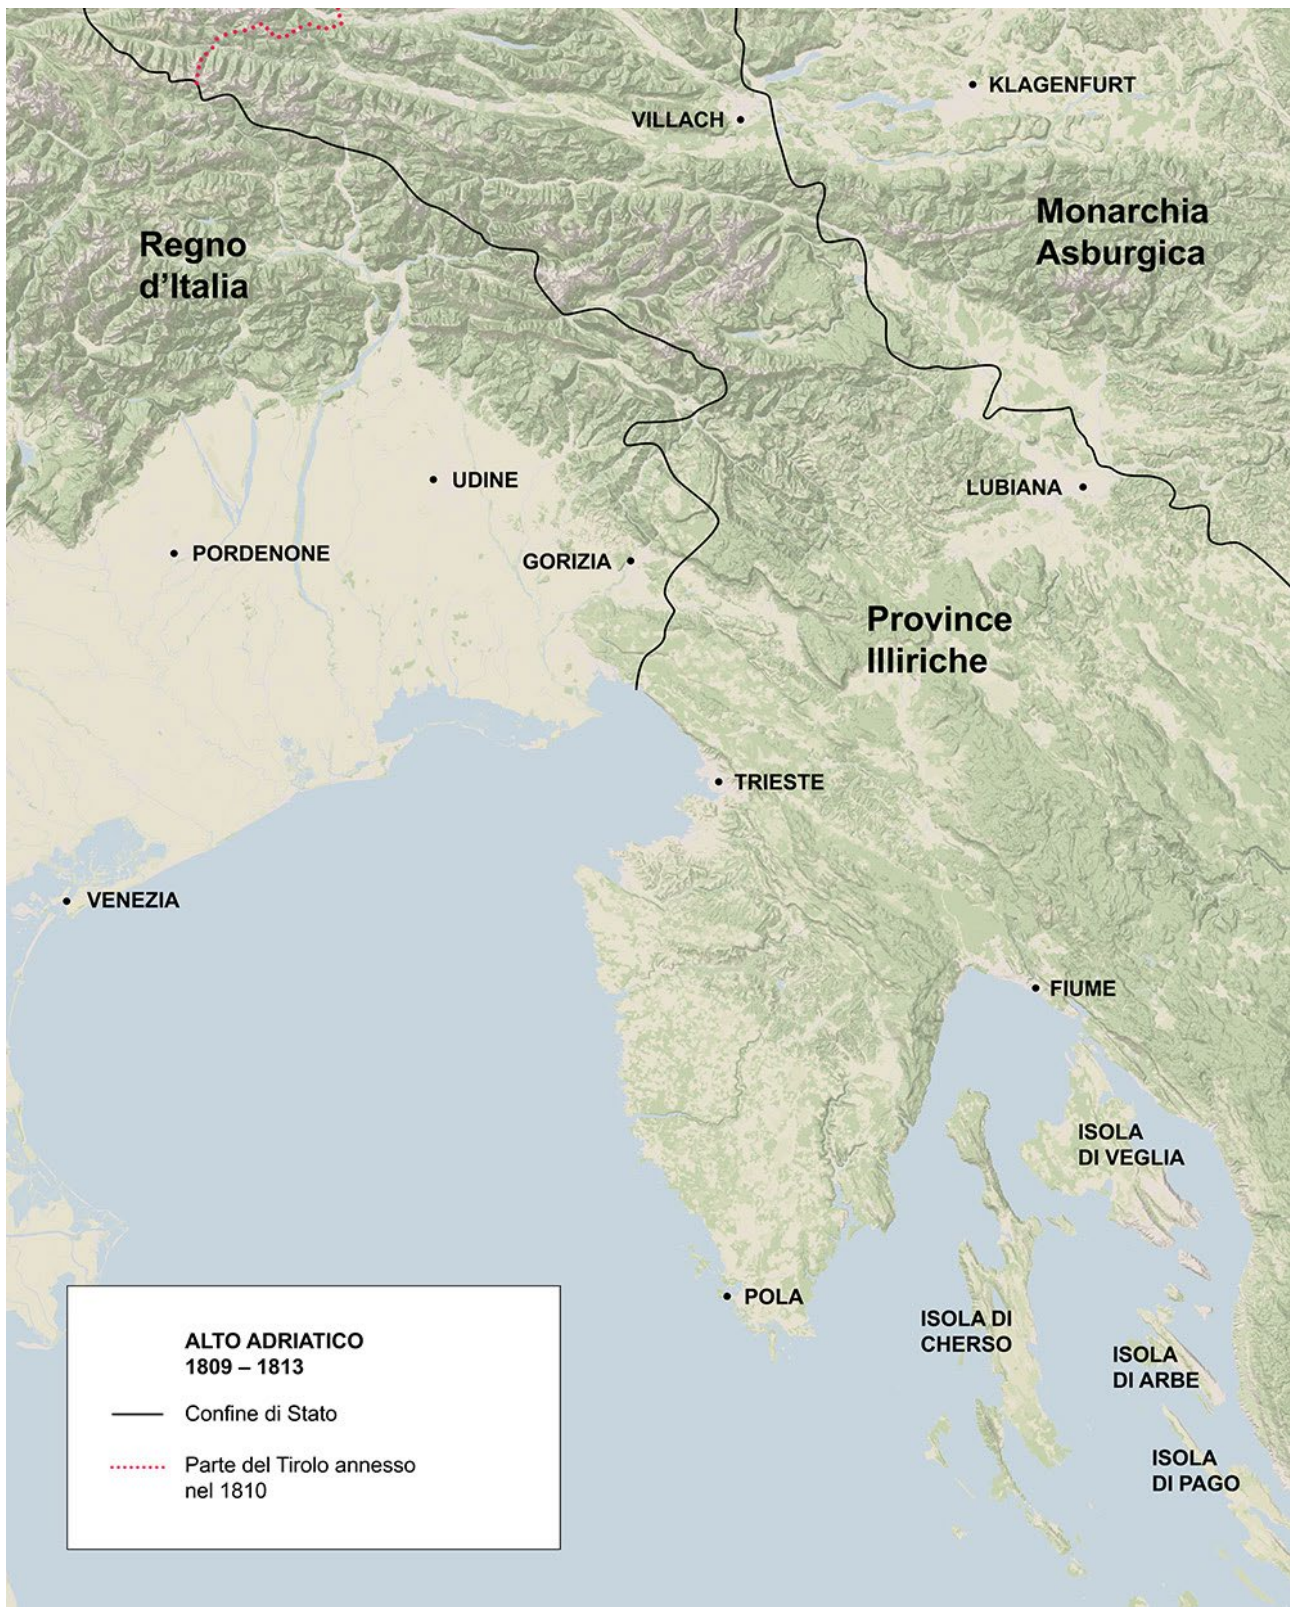 KLAGENFURT
VILLACH
Monarchia
Asburgica
Regno
d'Italia
UDINE
LUBIANA
PORDENONE
GORIZIA
Province
Illiriche
TRIESTE
VENEZIA
FIUME
ISOLA
DI VEGLIA
POLA
ISOLA DI
CHERSO
ISOLA
DI ARBE
ISOLA
DI PAGO
ALTO ADRIATICO
1809 – 1813
Confine di Stato
Parte del Tirolo annesso
nel 1810